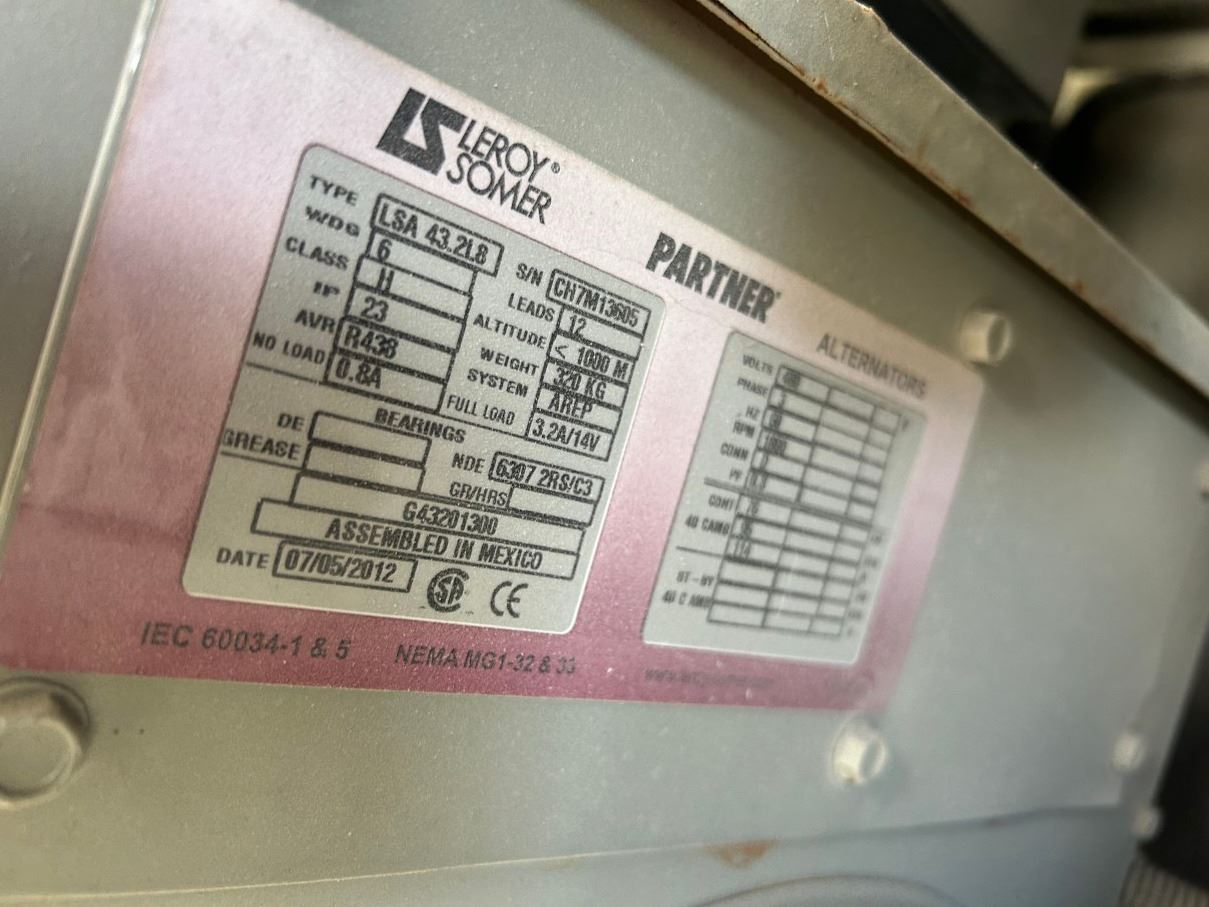 LS LEROY®
SOMER
PARTNER
ALTERNATORS
TYPE LSA 43.2L8 S/N CH7M13605
WDG 6 LEADS 12
CLASS H ALTITUDE < 1000 M
IP 23 WEIGHT 320 KG
AVR R438 SYSTEM AREP
NO LOAD 0.8A FULL LOAD 3.2A/14V
BEARINGS
DE NDE 6307 2RS/C3
GREASE GR/HRS
G43201300
ASSEMBLED IN MEXICO
DATE 07/05/2012 SA CE
IEC 60034-1 & 5 NEMA MG1-32 & 33
VOLTS
PHASE 3
HZ
RPM
CONN
PF
CONT
40 C
ST-BY